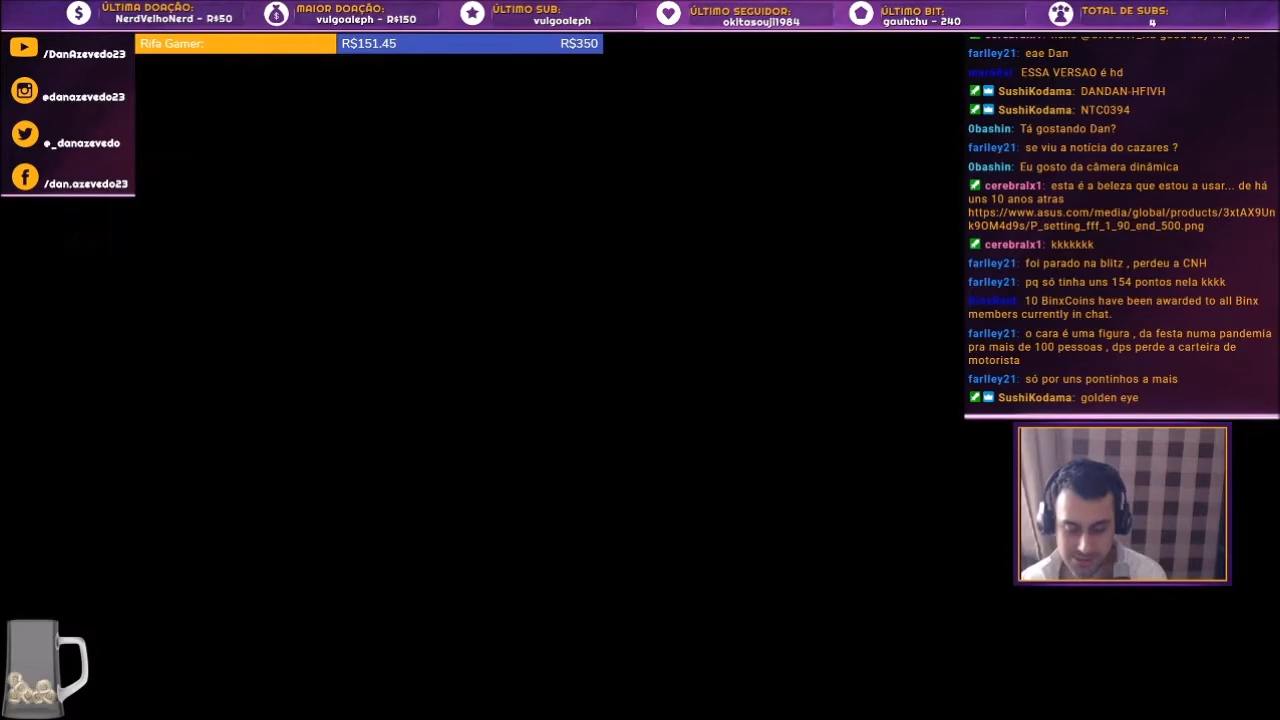 ÚLTIMA DOAÇÃO:
NerdVelhoNerd - R$50
MAIOR DOAÇÃO:
vulgoaleph - R$150
ÚLTIMO SUB:
vulgoaleph
ÚLTIMO SEGUIDOR:
okitasouji1984
ÚLTIMO BIT:
gauhchu - 240
TOTAL DE SUBS:
4
/DanAzevedo23
@danazevedo23
@_danazevedo
/dan.azevedo23
Rifa Gamer:
R$151.45
R$350
good day for you
farlley21: eae Dan
ESSA VERSAO é hd
SushiKodama: DANDAN-HFIVH
SushiKodama: NTC0394
0bashin: Tá gostando Dan?
farlley21: se viu a notícia do cazares ?
0bashin: Eu gosto da câmera dinâmica
cerebralx1: esta é a beleza que estou a usar... de há
uns 10 anos atras
https://www.asus.com/media/global/products/3xtAX9Un
k9OM4d9s/P_setting_fff_1_90_end_500.png
cerebralx1: kkkkkkk
farlley21: foi parado na blitz , perdeu a CNH
farlley21: pq só tinha uns 154 pontos nela kkkk
10 BinxCoins have been awarded to all Binx
members currently in chat.
farlley21: o cara é uma figura , da festa numa pandemia
pra mais de 100 pessoas , dps perde a carteira de
motorista
farlley21: só por uns pontinhos a mais
SushiKodama: golden eye